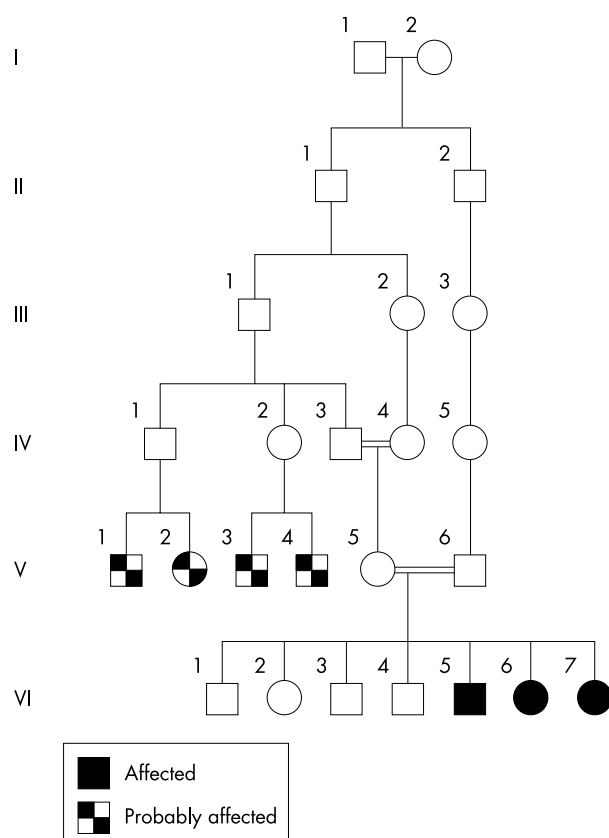 1 2
I
1 2
II
1 2 3
III
1 2 3 4 5
IV
1 2 3 4 5 6
V
1 2 3 4 5 6 7
VI
Affected
Probably affected